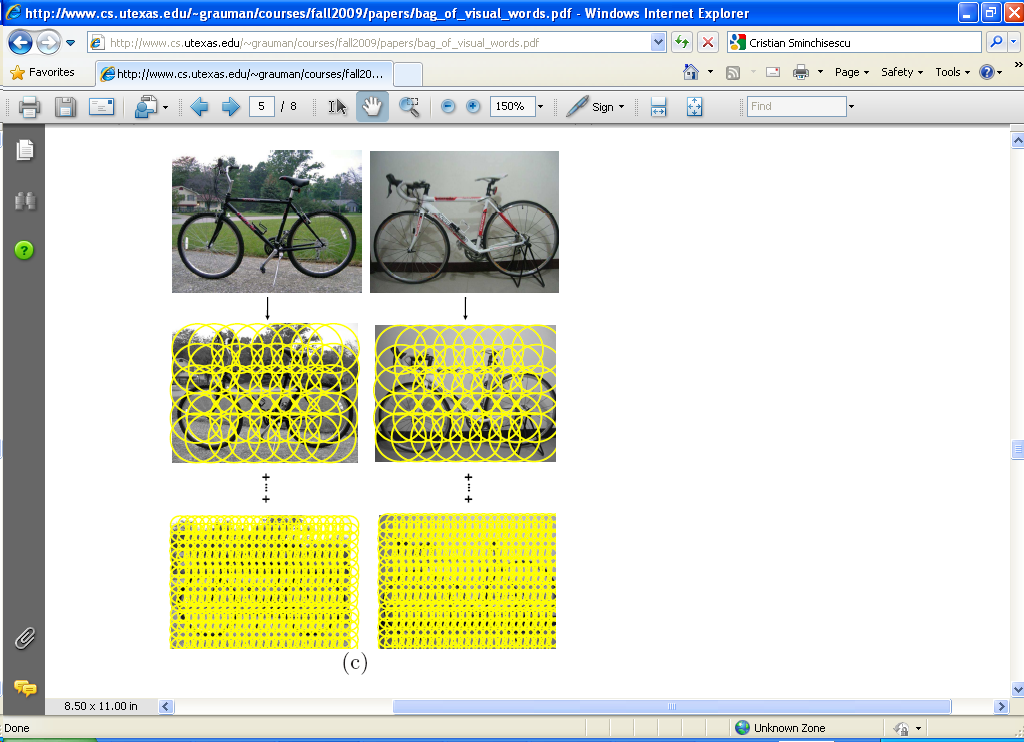 http://www.cs.utexas.edu/~grauman/courses/fall2009/papers/bag_of_visual_words.pdf - Windows Internet Explorer
http://www.cs.utexas.edu/~grauman/courses/fall2009/papers/bag_of_visual_words.pdf
Cristian Sminchisescu
Favorites
http://www.cs.utexas.edu/~grauman/courses/fall20...
Page
Safety
Tools
»
5 / 8
150%
Sign
Find
(c)
8.50 x 11.00 in
Done
Unknown Zone